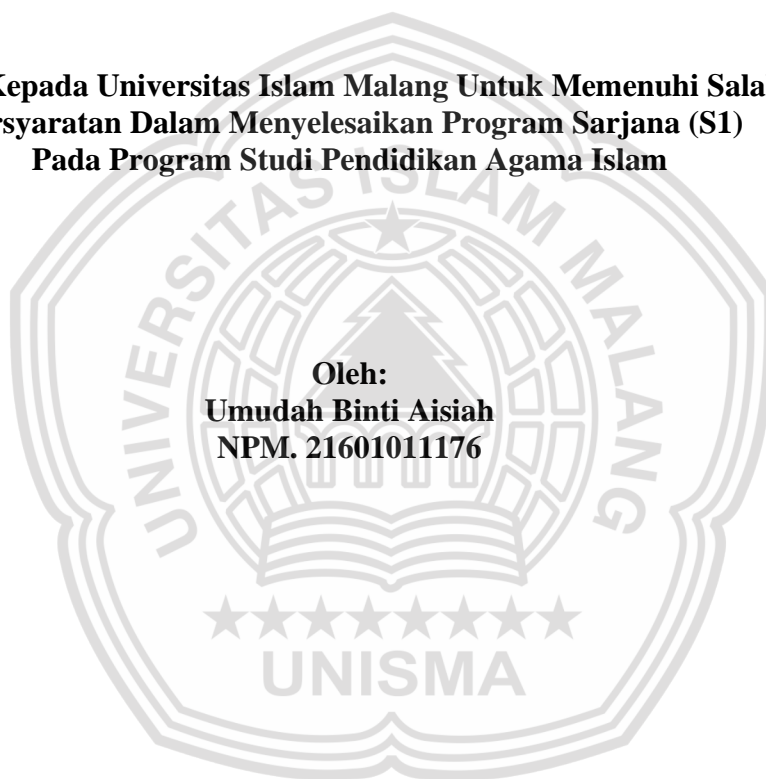 Kepada Universitas Islam Malang Untuk Memenuhi Sala
rsyaratan Dalam Menyelesaikan Program Sarjana (S1)
Pada Program Studi Pendidikan Agama Islam
UNIVERSITAS ISLAM MALANG
Oleh:
Umudah Binti Aisiah
NPM. 21601011176
UNISMA